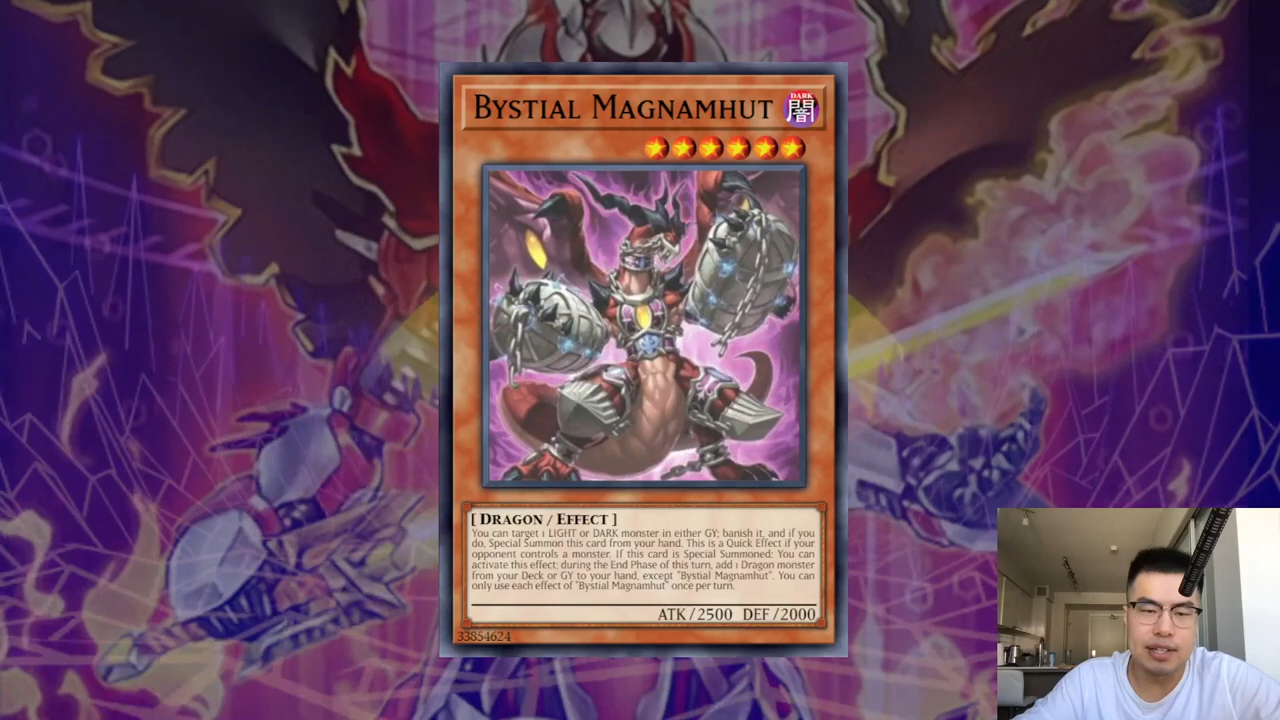 BYSTIAL MAGNAMHUT
DARK
闇
[ DRAGON / EFFECT ]
You can target 1 LIGHT or DARK monster in either GY; banish it, and if you
do, Special Summon this card from your hand. This is a Quick Effect if your
opponent controls a monster. If this card is Special Summoned: You can
activate this effect; during the End Phase of this turn, add 1 Dragon monster
from your Deck or GY to your hand, except "Bystial Magnamhut". You can
only use each effect of "Bystial Magnamhut" once per turn.
ATK/2500 DEF/2000
33854624